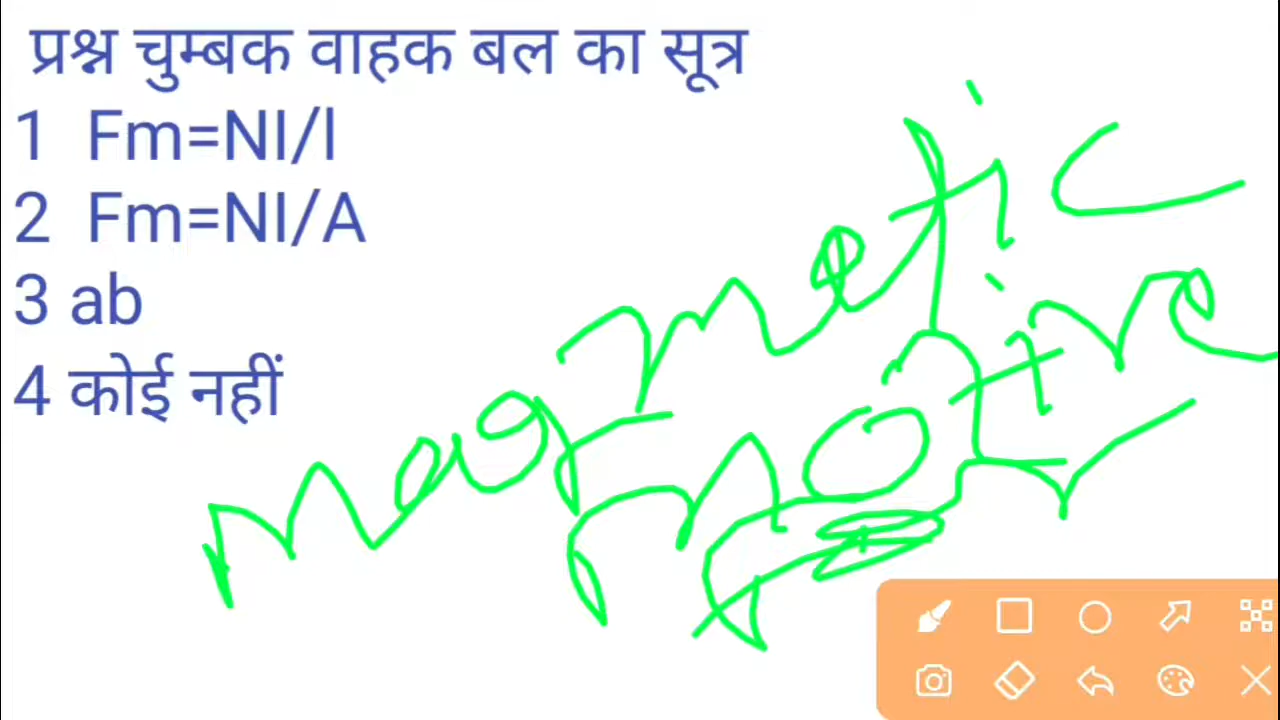 प्रश्न चुम्बक वाहक बल का सूत्र
1 Fm=NI/l
2 Fm=NI/A
3 ab
4 कोई नहीं
magnetic
motive